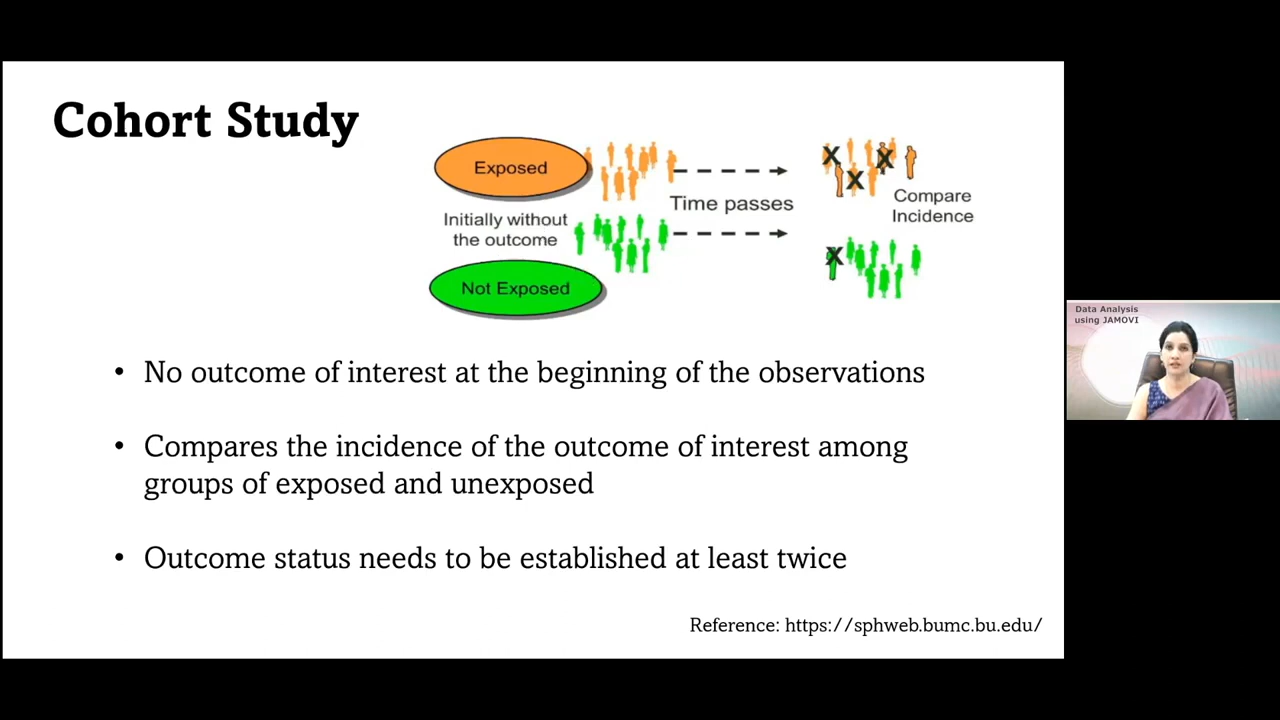 Cohort Study
Exposed
Initially without
the outcome
Not Exposed
Time passes
X
X
X
X
Compare
Incidence
• No outcome of interest at the beginning of the observations
• Compares the incidence of the outcome of interest among
groups of exposed and unexposed
• Outcome status needs to be established at least twice
Reference: https://sphweb.bumc.bu.edu/
Data Analysis
using JAMOVI